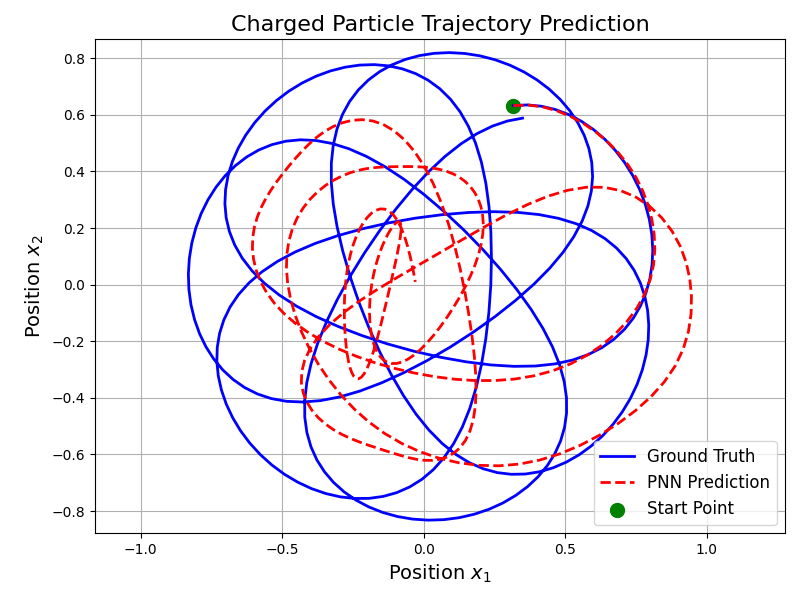 Charged Particle Trajectory Prediction
Position x₂
0.8
0.6
0.4
0.2
0.0
−0.2
−0.4
−0.6
−0.8
−1.0
−0.5
0.0
0.5
1.0
Position x₁
Ground Truth
PNN Prediction
Start Point